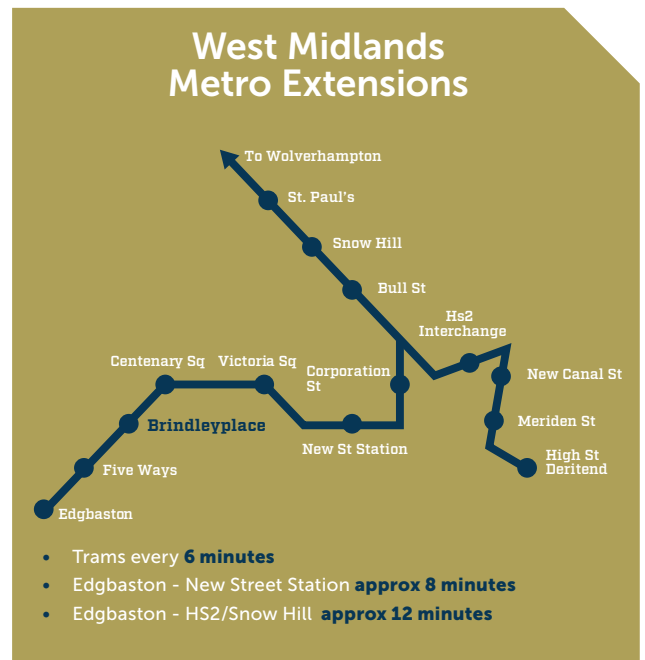 West Midlands
Metro Extensions
To Wolverhampton
St. Paul's
Snow Hill
Bull St
Hs2
Interchange
Centenary Sq
Victoria Sq
Corporation
St
New Canal St
Brindleyplace
Meriden St
New St Station
High St
Deritend
Five Ways
Edgbaston
• Trams every 6 minutes
• Edgbaston - New Street Station approx 8 minutes
• Edgbaston - HS2/Snow Hill approx 12 minutes